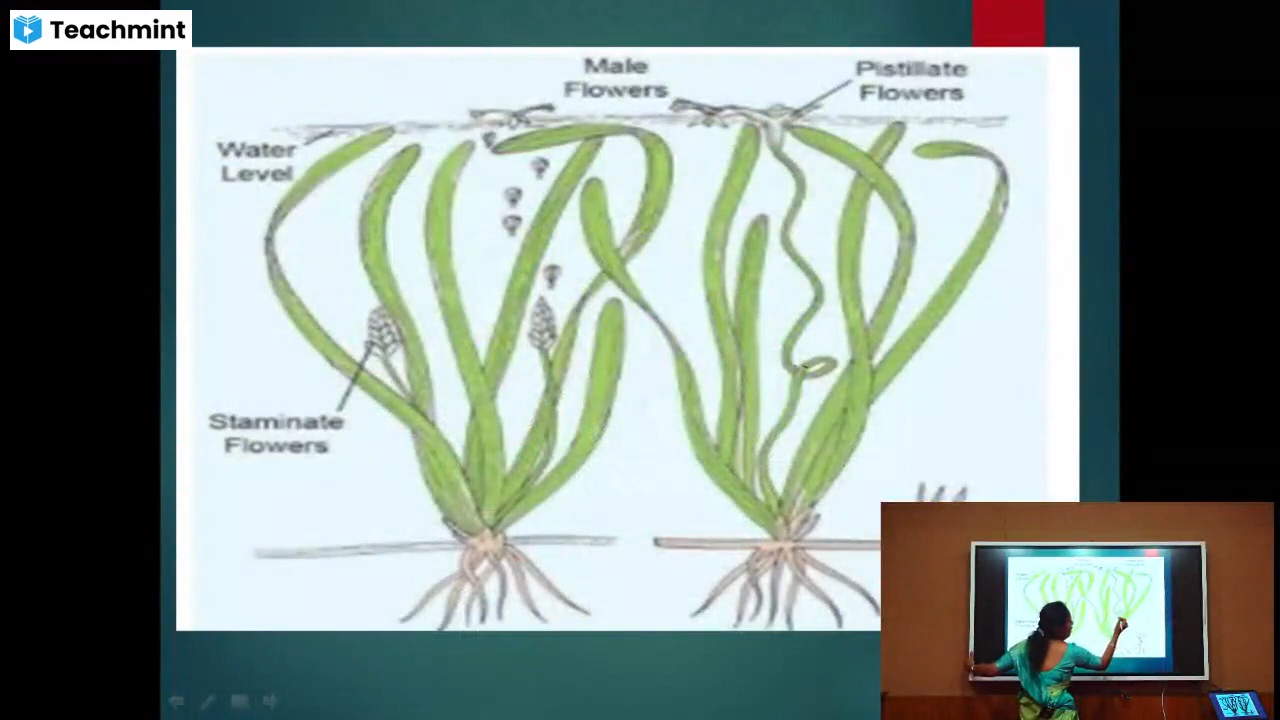 Teachmint
Male
Flowers
Pistillate
Flowers
Water
Level
Staminate
Flowers